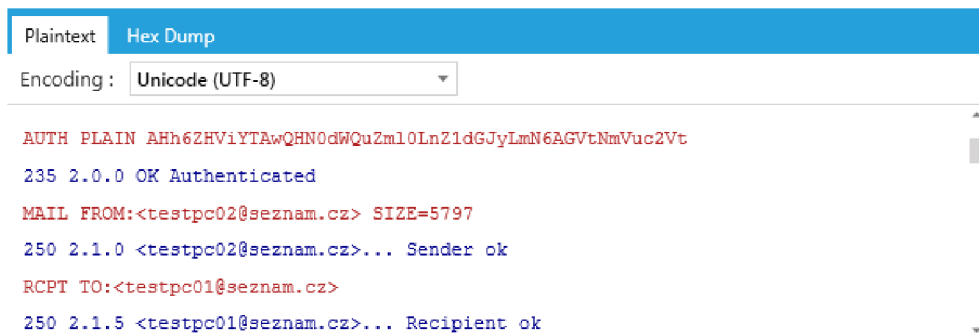 Plaintext Hex Dump
Encoding : Unicode (UTF-8)
AUTH PLAIN AHh6ZHViYTAwQHN0dWQuZml0LnZ1dGJyLmN6AGVtNmVuc2Vt
235 2.0.0 OK Authenticated
MAIL FROM:<testpc02@seznam.cz> SIZE=5797
250 2.1.0 <testpc02@seznam.cz>... Sender ok
RCPT TO:<testpc01@seznam.cz>
250 2.1.5 <testpc01@seznam.cz>... Recipient ok